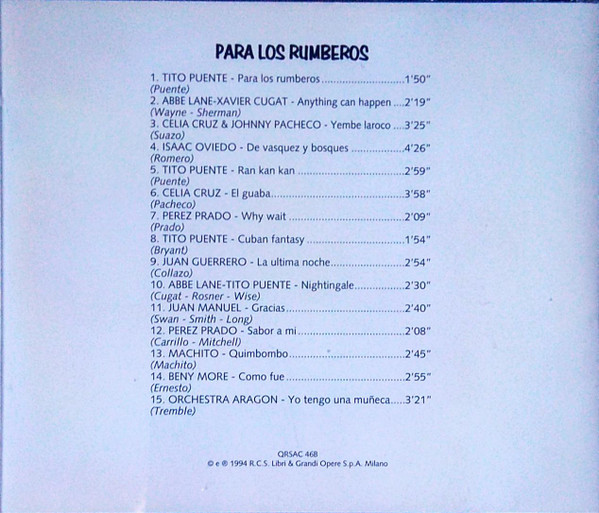 PARA LOS RUMBEROS
1. TITO PUENTE - Para los rumberos............................1'50"
(Puente)
2. ABBE LANE-XAVIER CUGAT - Anything can happen ....2'19"
(Wayne - Sherman)
3. CELIA CRUZ & JOHNNY PACHECO - Yembe laroco ....3'25"
(Suazo)
4. ISAAC OVIEDO - De vasquez y bosques ..................4'26"
(Romero)
5. TITO PUENTE - Ran kan kan ....................................2'59"
(Puente)
6. CELIA CRUZ - El guaba.............................................3'58"
(Pacheco)
7. PEREZ PRADO - Why wait .......................................2'09"
(Prado)
8. TITO PUENTE - Cuban fantasy .................................1'54"
(Bryant)
9. JUAN GUERRERO - La ultima noche.........................2'54"
(Collazo)
10. ABBE LANE-TITO PUENTE - Nightingale..................2'30"
(Cugat - Rosner - Wise)
11. JUAN MANUEL - Gracias.........................................2'40"
(Swan - Smith - Long)
12. PEREZ PRADO - Sabor a mi....................................2'08"
(Carrillo - Mitchell)
13. MACHITO - Quimbombo.......................................2'45"
(Machito)
14. BENY MORE - Como fue ........................................2'55"
(Ernesto)
15. ORCHESTRA ARAGON - Yo tengo una muñeca.....3'21"
(Tremble)
QRSAC 468
© e ® 1994 R.C.S. Libri & Grandi Opere S.p.A. Milano